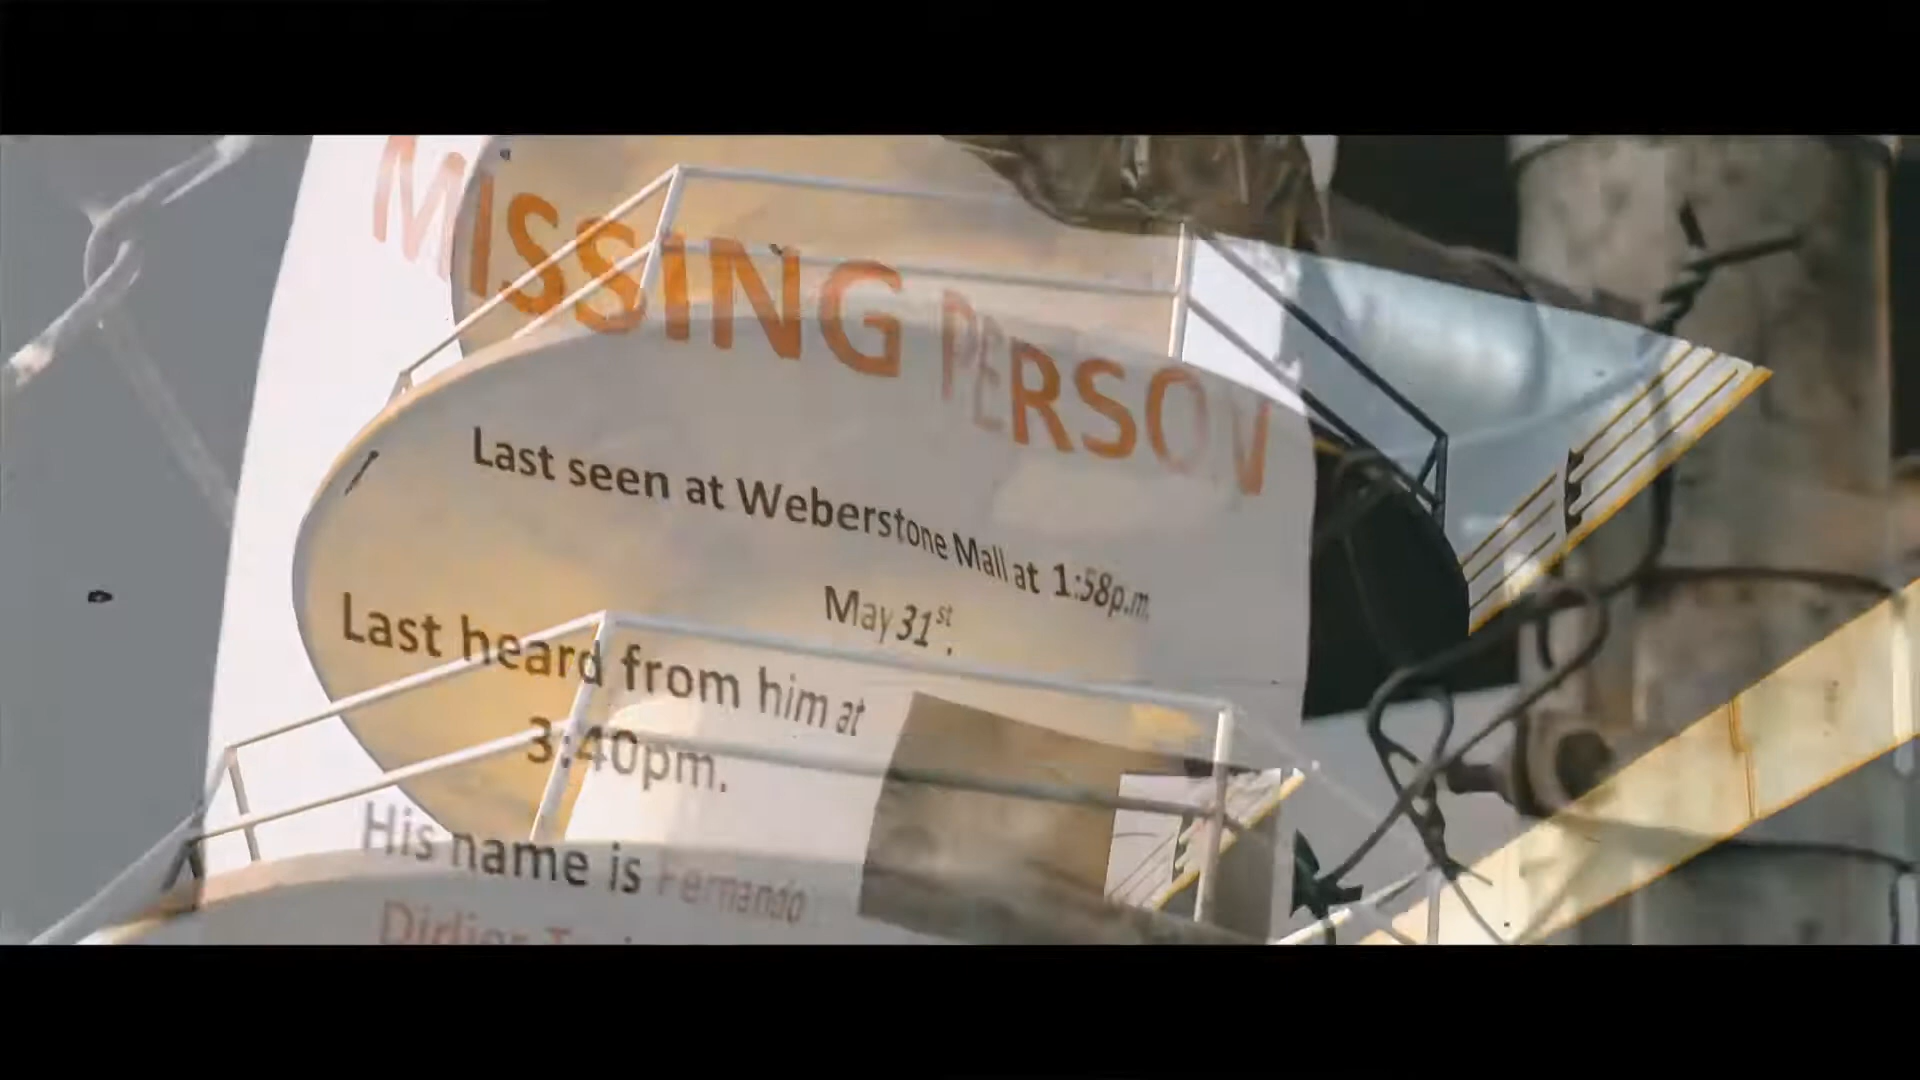 MISSING PERSON
Last seen at Weberstone Mall at 1:58p.m.
May 31st.
Last heard from him at
3:40pm.
His name is Fernando